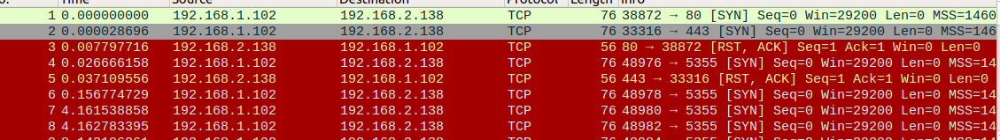 Time Source Destination Protocol Length Info
1 0.000000000 192.168.1.102 192.168.2.138 TCP 76 38872 → 80 [SYN] Seq=0 Win=29200 Len=0 MSS=1460
2 0.000028696 192.168.1.102 192.168.2.138 TCP 76 33316 → 443 [SYN] Seq=0 Win=29200 Len=0 MSS=146
3 0.007797716 192.168.2.138 192.168.1.102 TCP 56 80 → 38872 [RST, ACK] Seq=1 Ack=1 Win=0 Len=0
4 0.026666158 192.168.1.102 192.168.2.138 TCP 76 48976 → 5355 [SYN] Seq=0 Win=29200 Len=0 MSS=14
5 0.037109556 192.168.2.138 192.168.1.102 TCP 56 443 → 33316 [RST, ACK] Seq=1 Ack=1 Win=0 Len=0
6 0.156774729 192.168.1.102 192.168.2.138 TCP 76 48978 → 5355 [SYN] Seq=0 Win=29200 Len=0 MSS=14
7 4.161538858 192.168.1.102 192.168.2.138 TCP 76 48980 → 5355 [SYN] Seq=0 Win=29200 Len=0 MSS=14
8 4.162783395 192.168.1.102 192.168.2.138 TCP 76 48982 → 5355 [SYN] Seq=0 Win=29200 Len=0 MSS=14